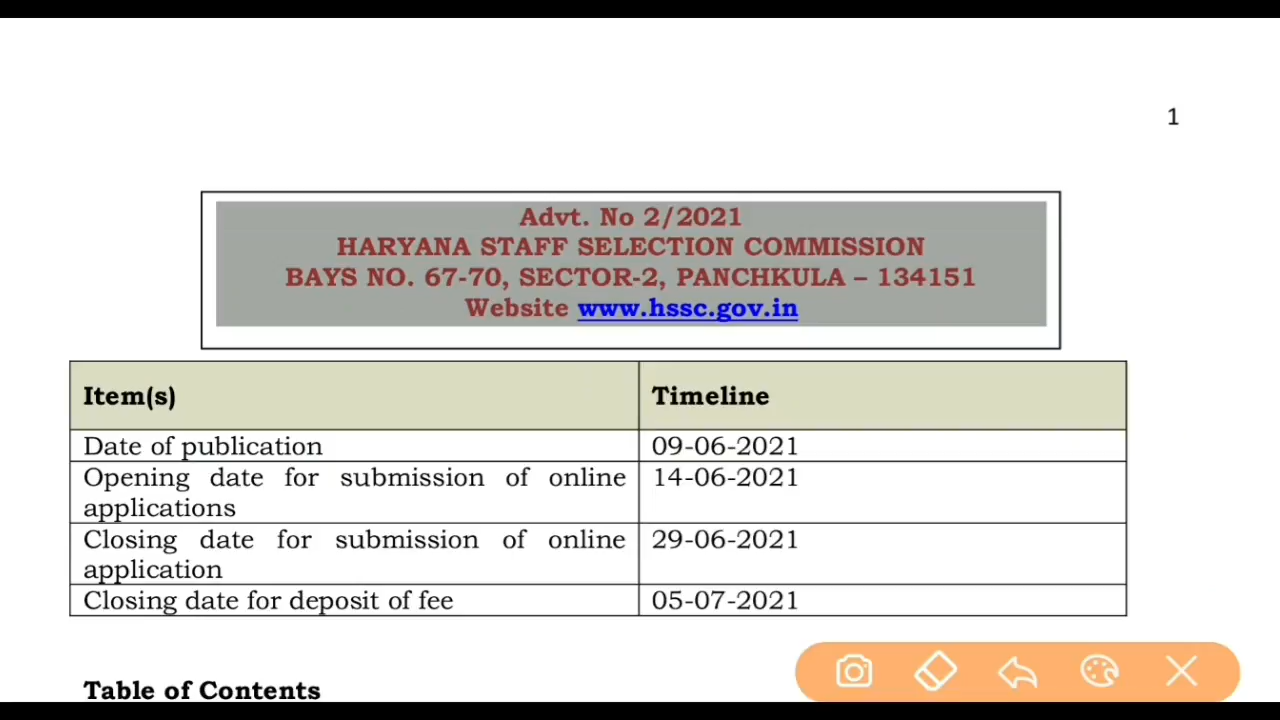 1
Advt. No 2/2021
HARYANA STAFF SELECTION COMMISSION
BAYS NO. 67-70, SECTOR-2, PANCHKULA – 134151
Website www.hssc.gov.in
Item(s) Timeline
Date of publication 09-06-2021
Opening date for submission of online 14-06-2021
applications
Closing date for submission of online 29-06-2021
application
Closing date for deposit of fee 05-07-2021
Table of Contents